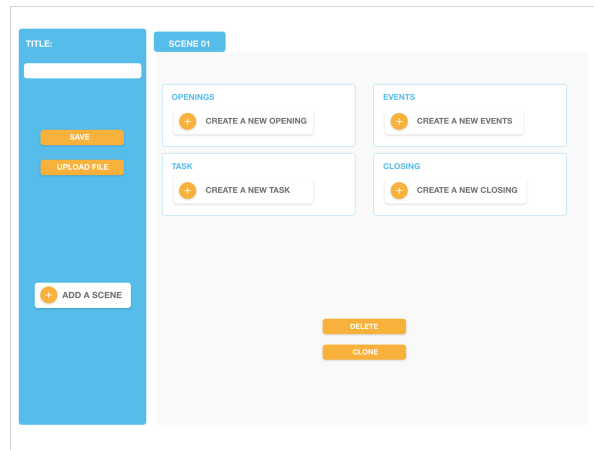 TITLE:
SAVE
UPLOAD FILE
ADD A SCENE
SCENE 01
OPENINGS
CREATE A NEW OPENING
EVENTS
CREATE A NEW EVENTS
TASK
CREATE A NEW TASK
CLOSING
CREATE A NEW CLOSING
DELETE
CLONE